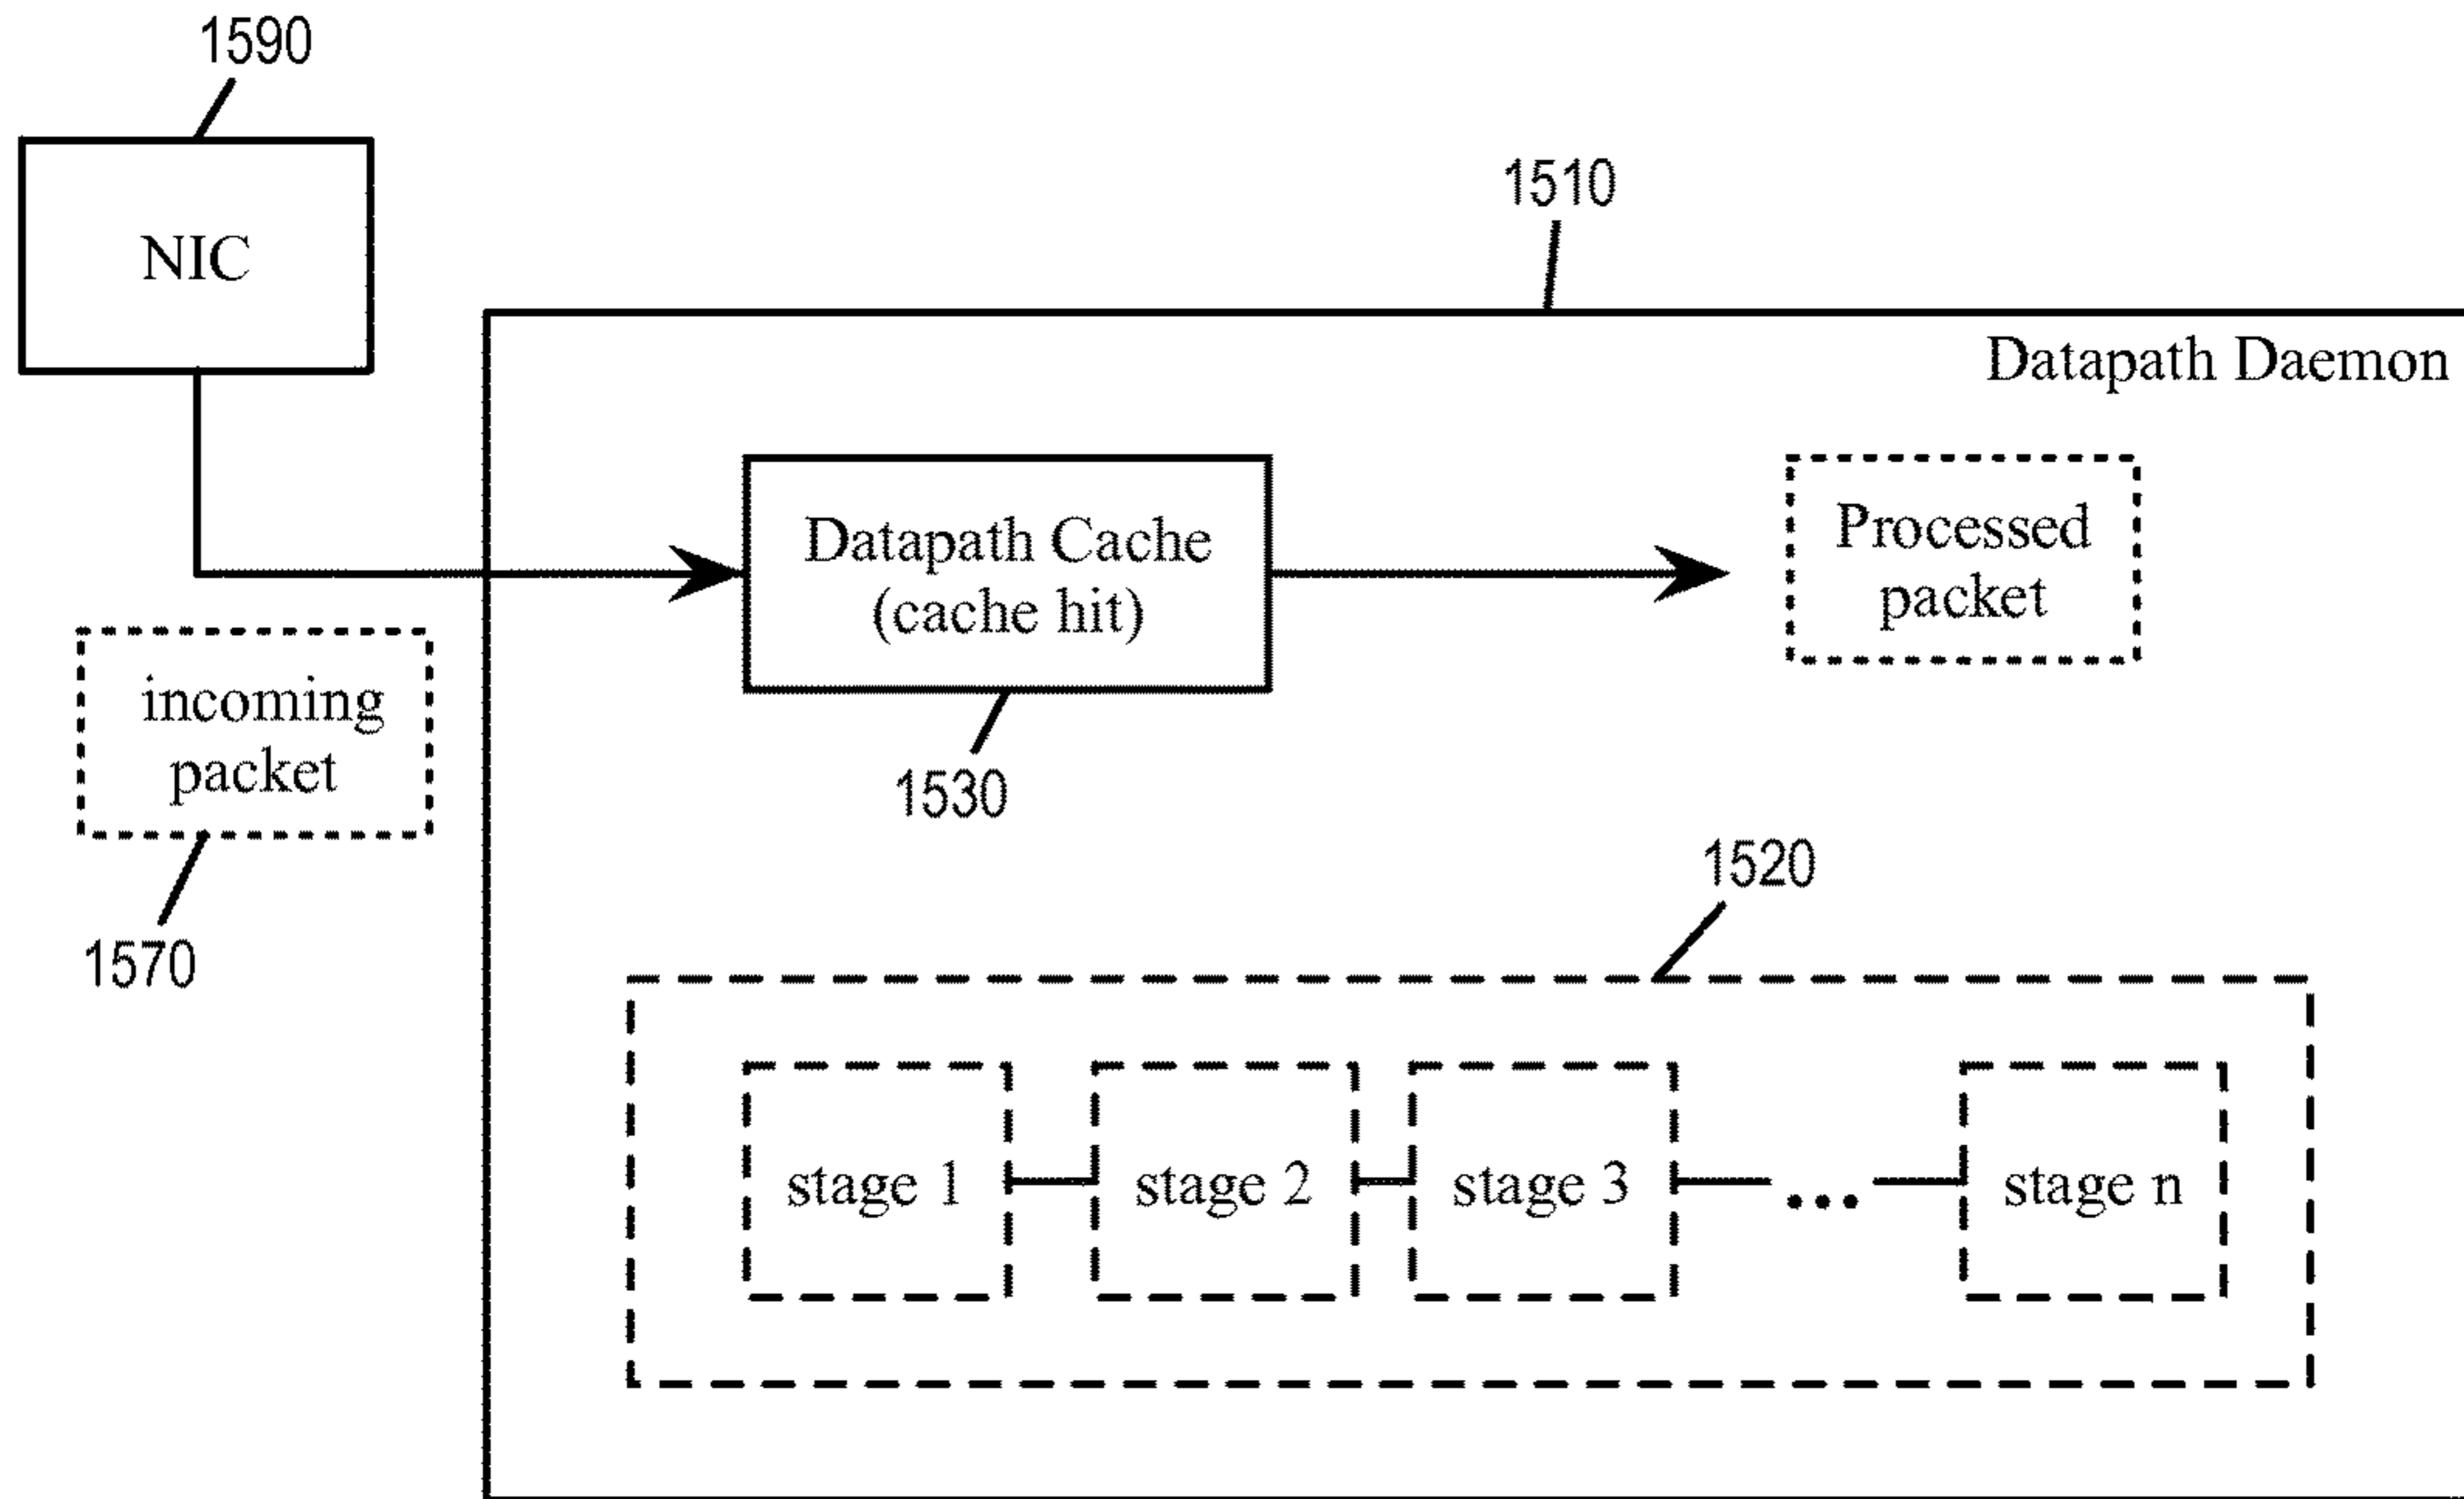 1590
NIC
1510
Datapath Daemon
Datapath Cache
(cache hit)
Processed
packet
incoming
packet
1530
1570
1520
stage 1
stage 2
stage 3
...
stage n